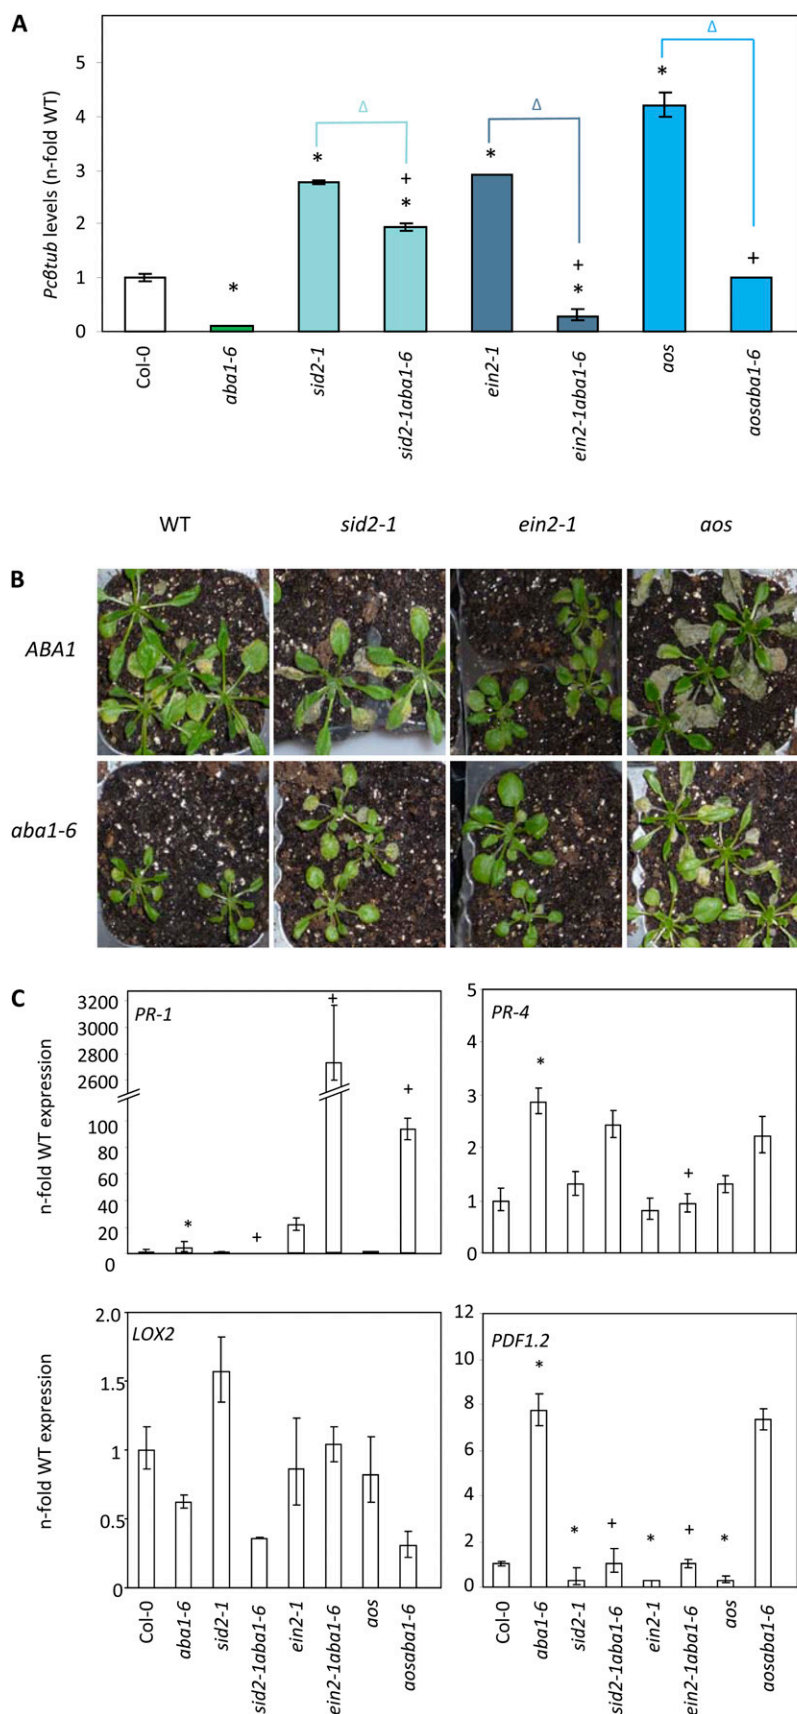 A
PcβtuB levels (n-fold WT)
5
4
3
2
1
0
* * + * * + * * +
Δ Δ Δ
Col-0
aba1-6
sid2-1
sid2-1aba1-6
ein2-1
ein2-1aba1-6
aos
aosaba1-6
WT sid2-1 ein2-1 aos
B
ABA1
aba1-6
C
PR-1
n-fold WT expression
3200
3000
2800
2600
100
80
60
40
20
0
* + + +
PR-4
5
4
3
2
1
0
* +
LOX2
n-fold WT expression
2.0
1.5
1
0.5
0
Col-0
aba1-6
sid2-1
sid2-1aba1-6
ein2-1
ein2-1aba1-6
aos
aosaba1-6
PDF1.2
12
10
8
6
4
2
0
* * + * + *
Col-0
aba1-6
sid2-1
sid2-1aba1-6
ein2-1
ein2-1aba1-6
aos
aosaba1-6